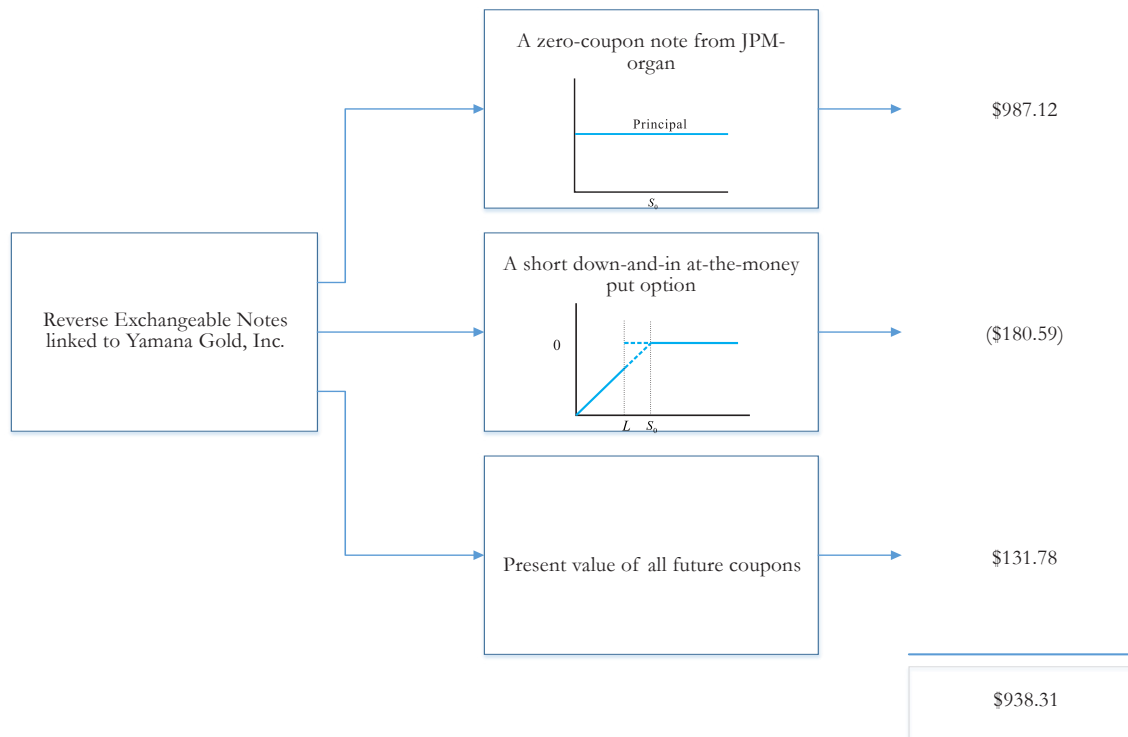 A zero-coupon note from JPM-
organ
Principal
S₀
$987.12
Reverse Exchangeable Notes
linked to Yamana Gold, Inc.
A short down-and-in at-the-money
put option
0
L S₀
($180.59)
Present value of all future coupons
$131.78
$938.31